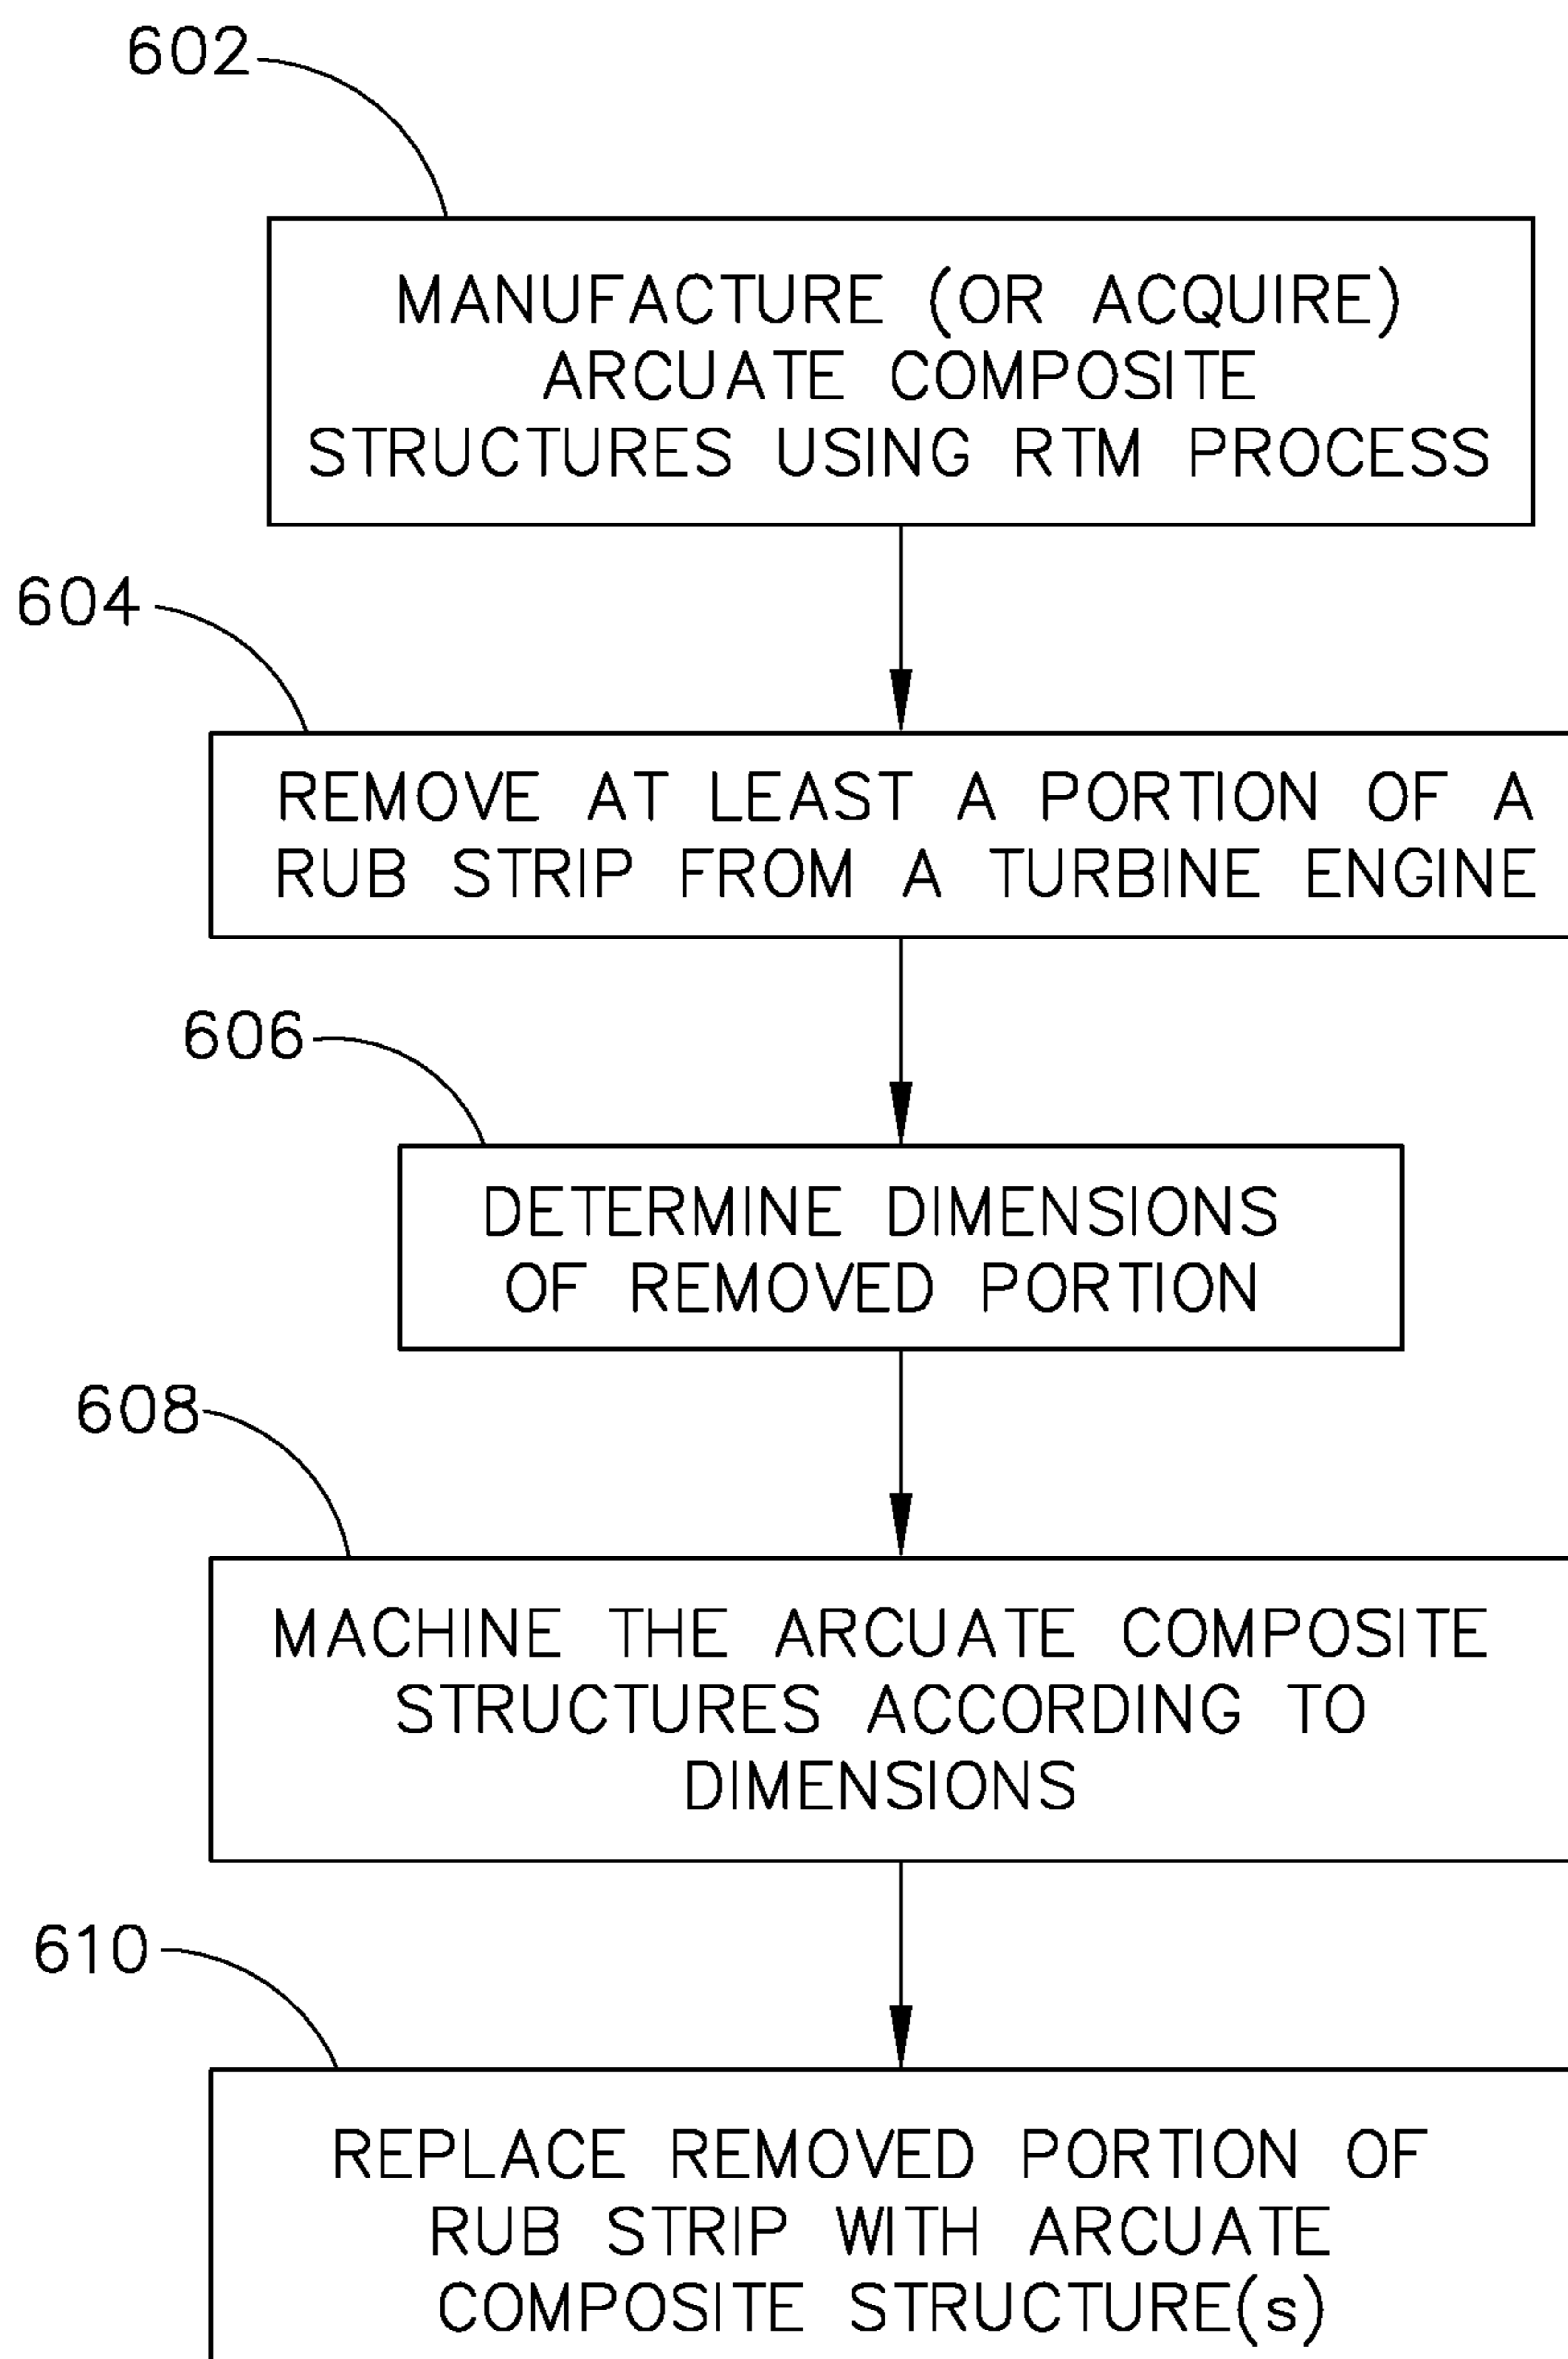 602
MANUFACTURE (OR ACQUIRE)
ARCUATE COMPOSITE
STRUCTURES USING RTM PROCESS
604
REMOVE AT LEAST A PORTION OF A
RUB STRIP FROM A TURBINE ENGINE
606
DETERMINE DIMENSIONS
OF REMOVED PORTION
608
MACHINE THE ARCUATE COMPOSITE
STRUCTURES ACCORDING TO
DIMENSIONS
610
REPLACE REMOVED PORTION OF
RUB STRIP WITH ARCUATE
COMPOSITE STRUCTURE(s)